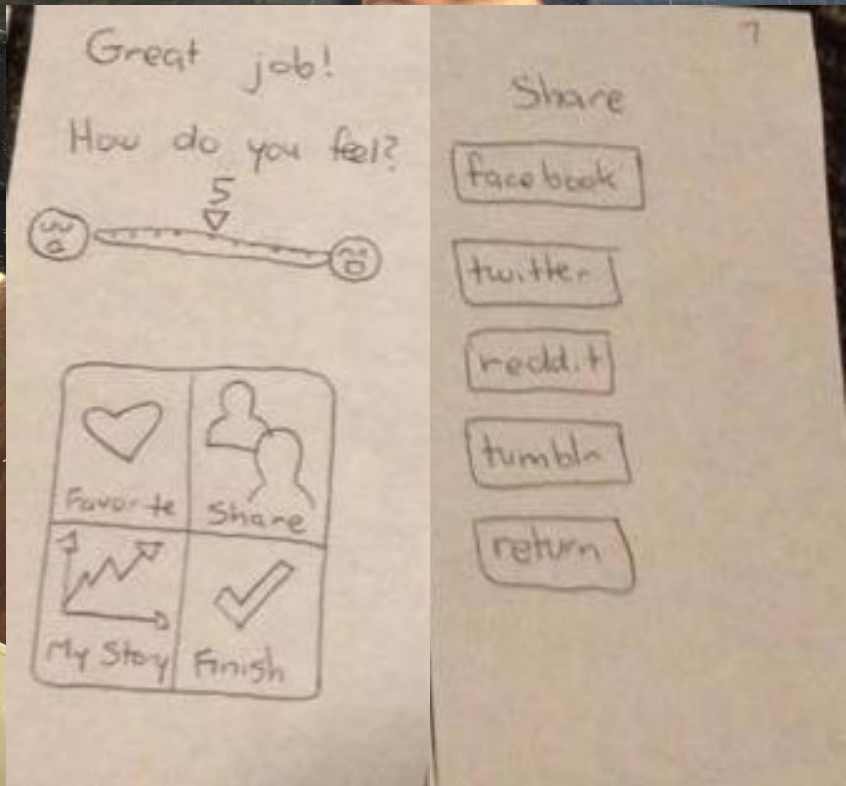 Great job!
How do you feel?
5
Favorite
Share
My Story
Finish
7
Share
facebook
twitter
reddit
tumblr
return